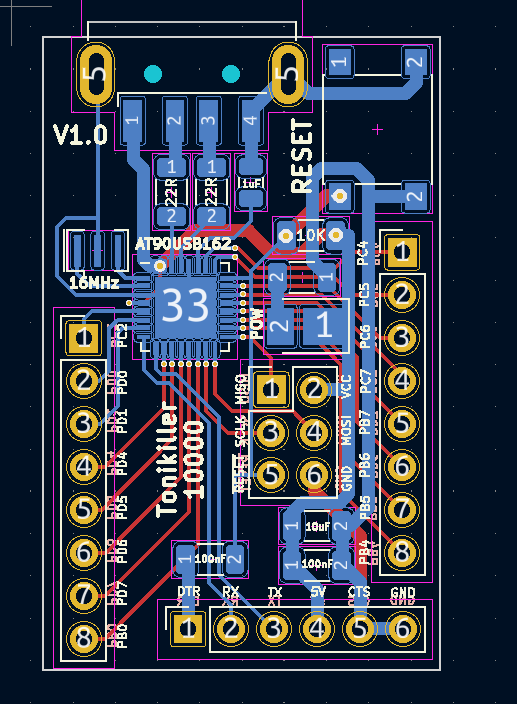 5 5 1 2
1 2 3 4
V1.0
RESET
1 1
22R 22R 1uF
2 2 1 2
10K
AT90USB162
16MHz
33
2 1
POW
2 1
1 PC4
2 PC5
3 PC6
4 PC7
5 PB7
6 PB6
7 PB5
8 PB4
1 PC2
2 PD0
3 PD1
4 PD4
5 PD5
6 PD6
7 PD7
8 PB0
MISO 1 2 VCC
SCLK 3 4 MOSI
RESET 5 6 GND
Tonikiller
10000
1 10uF 2
1 100nF 2
1 100nF 2
DTR RX TX 5V CTS GND
1 2 3 4 5 6